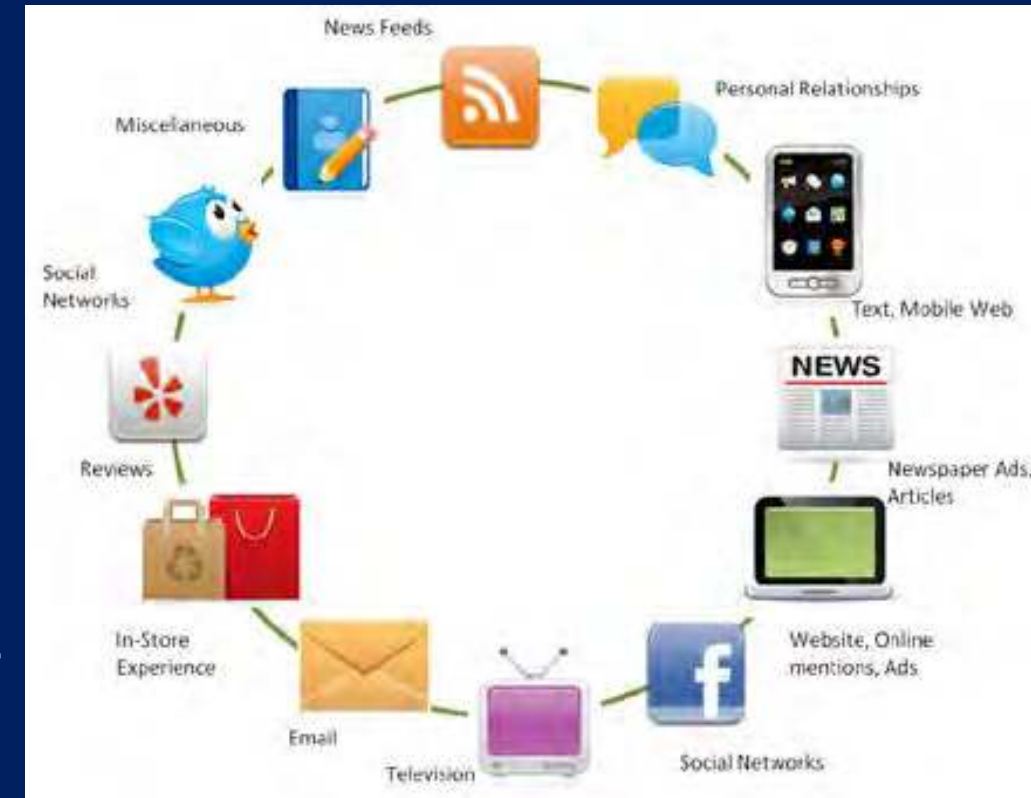 News Feeds
Personal Relationships
Miscellaneous
Social
Networks
Text, Mobile Web
NEWS
Reviews
Newspaper Ads,
Articles
In-Store
Experience
Website, Online
mentions, Ads
Email
Television
Social Networks